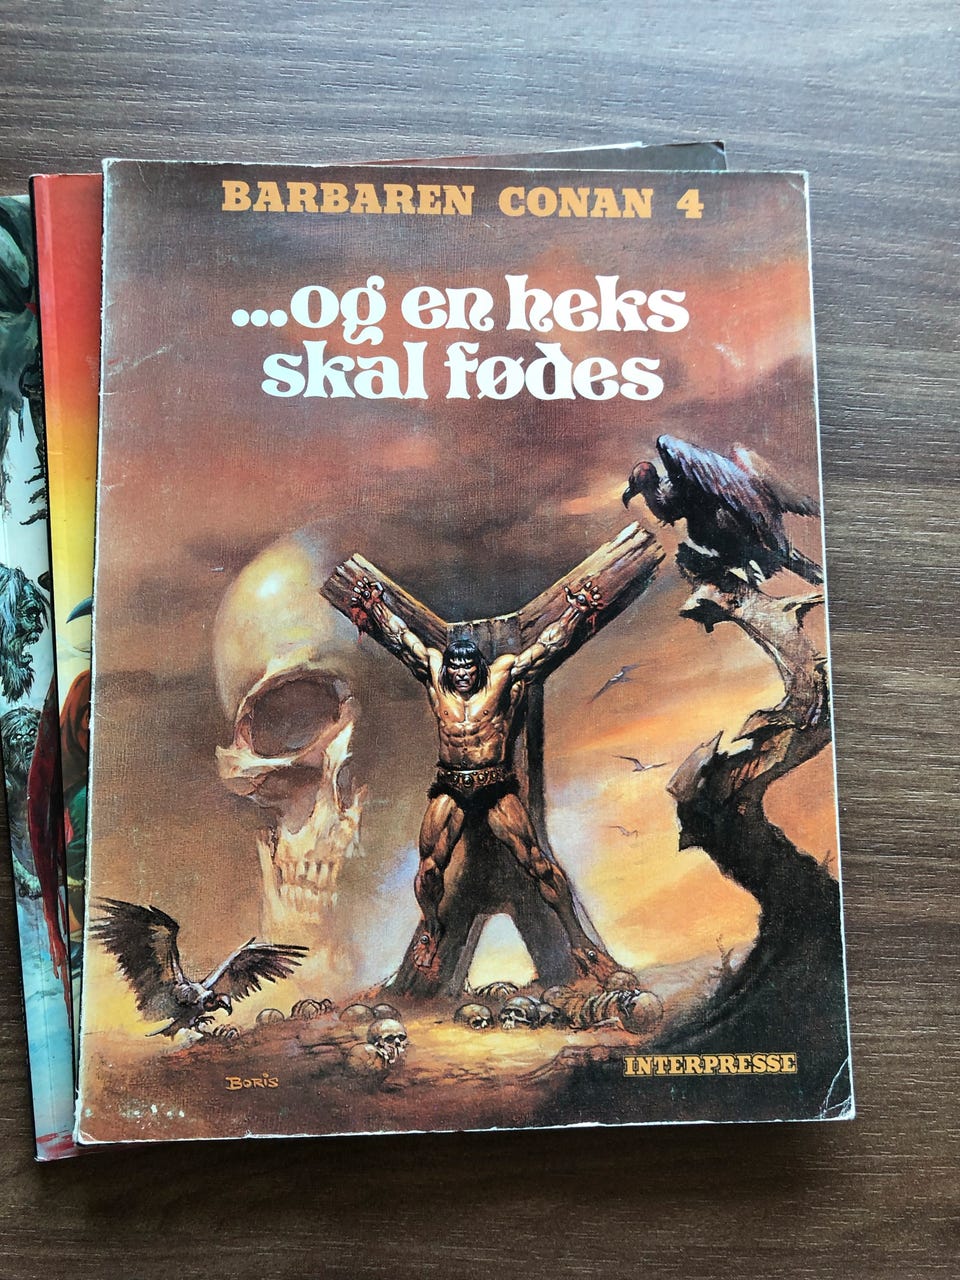 BARBAREN CONAN 4
...og en heks
skal fødes
INTERPRESSE
BORIS